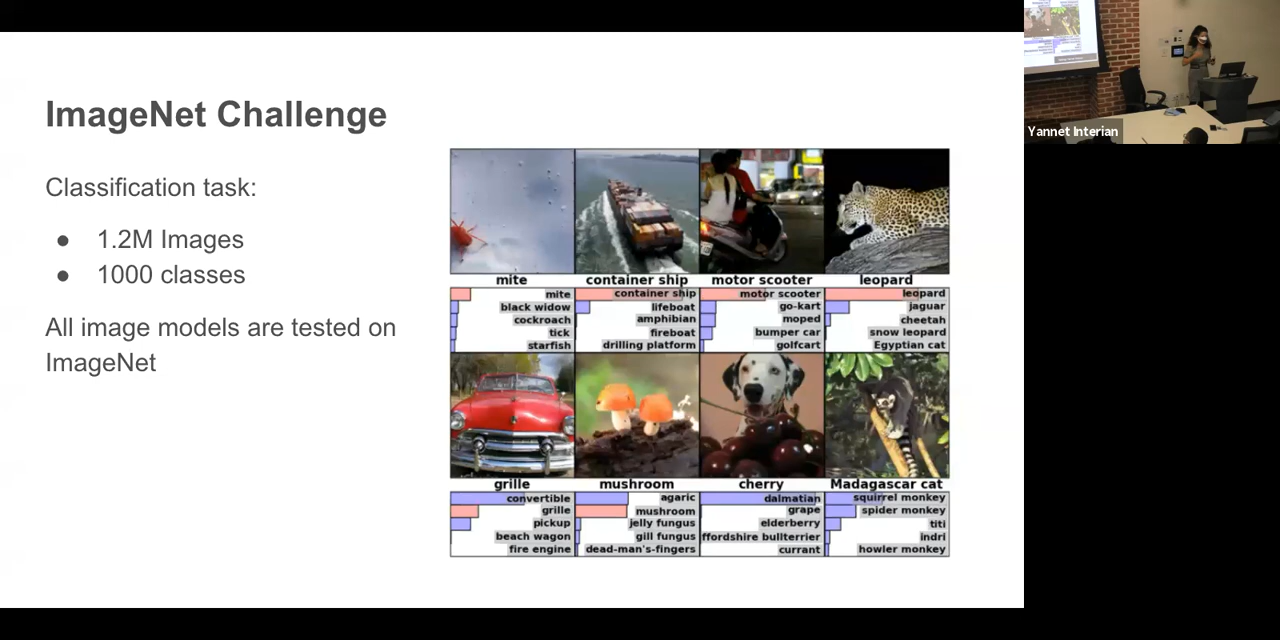 ImageNet Challenge
Classification task:
● 1.2M Images
● 1000 classes
All image models are tested on
ImageNet
mite container ship motor scooter leopard
mite container ship motor scooter leopard
black widow lifeboat go-kart jaguar
cockroach amphibian moped cheetah
tick fireboat bumper car snow leopard
starfish drilling platform golfcart Egyptian cat
grille mushroom cherry Madagascar cat
convertible agaric dalmatian squirrel monkey
grille mushroom grape spider monkey
pickup jelly fungus elderberry titi
beach wagon gill fungus ffordshire bullterrier indri
fire engine dead-man's-fingers currant howler monkey
Yannet Interian